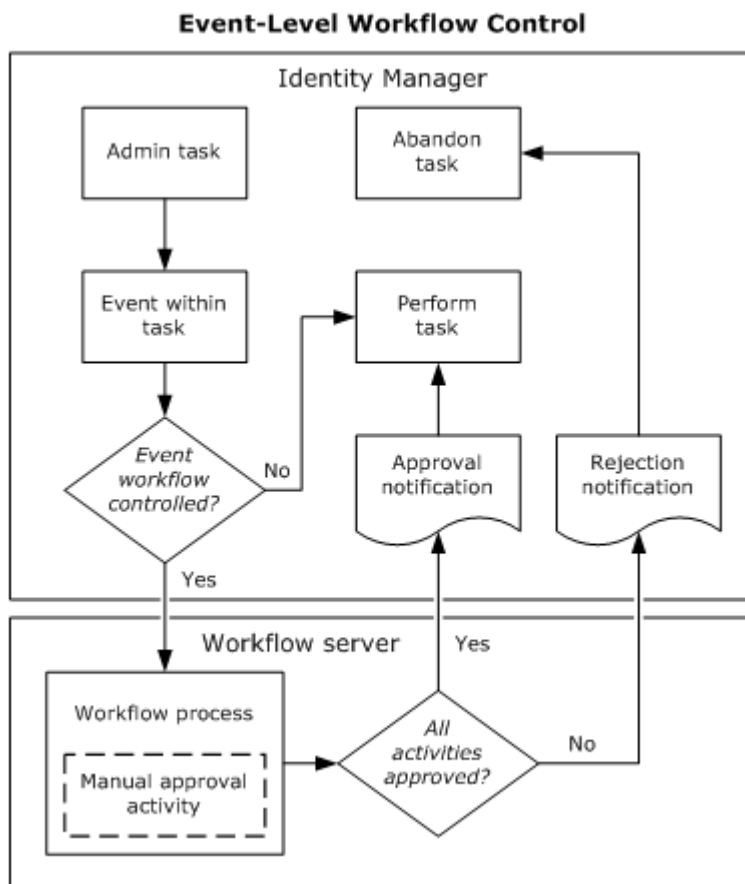 Event-Level Workflow Control
Identity Manager
Admin task
Abandon
task
Event within
task
Perform
task
Event
workflow
controlled?
No
Approval
notification
Rejection
notification
Yes
Workflow server
Yes
Workflow process
Manual approval
activity
All
activities
approved?
No